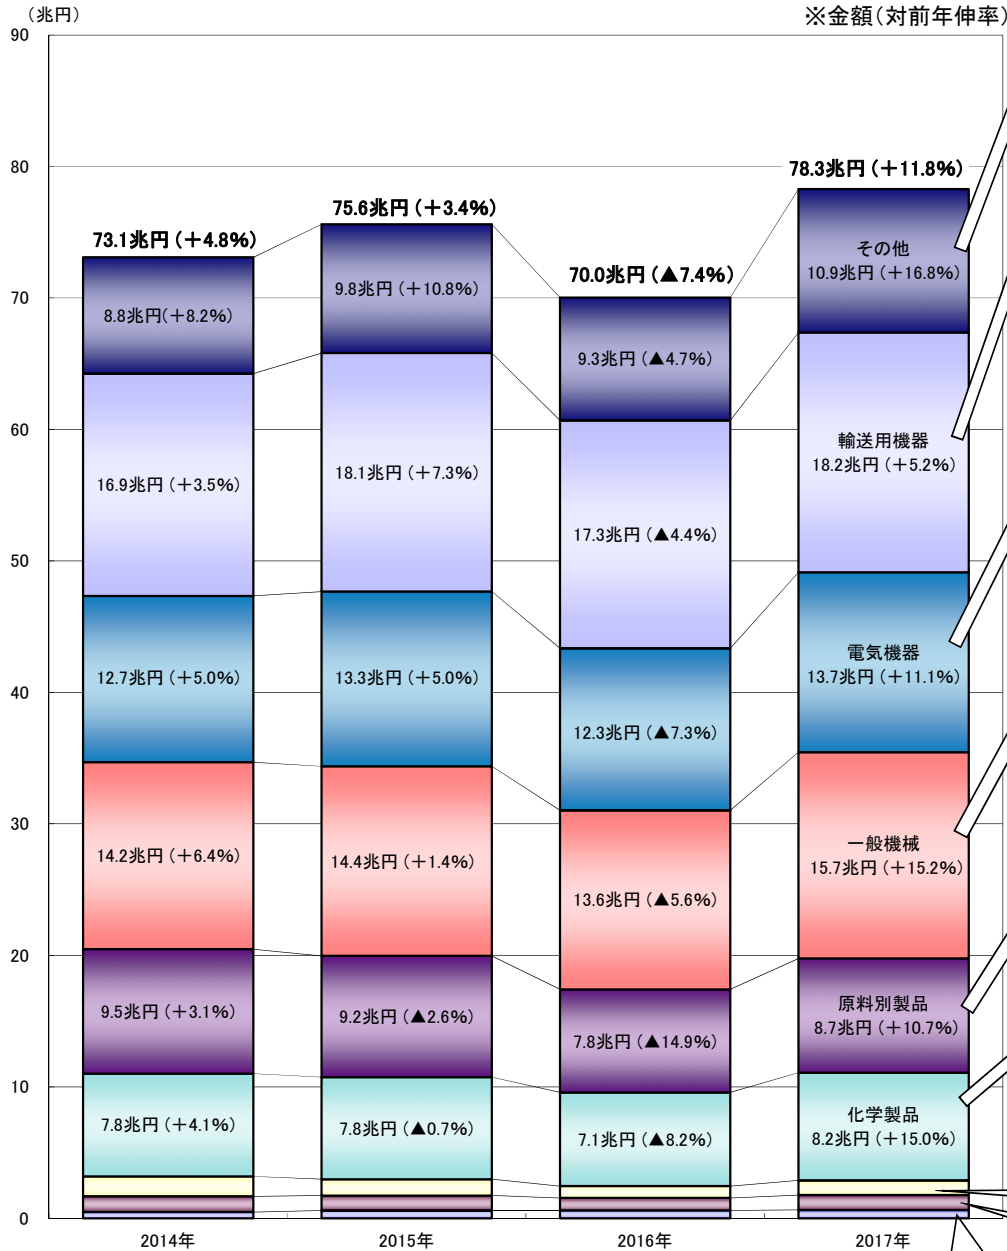 （兆円）
※金額（対前年伸率）
90
80
70
60
50
40
30
20
10
0
73.1兆円（＋4.8%）
8.8兆円（＋8.2%）
16.9兆円（＋3.5%）
12.7兆円（＋5.0%）
14.2兆円（＋6.4%）
9.5兆円（＋3.1%）
7.8兆円（＋4.1%）
2014年
75.6兆円（＋3.4%）
9.8兆円（＋10.8%）
18.1兆円（＋7.3%）
13.3兆円（＋5.0%）
14.4兆円（＋1.4%）
9.2兆円（▲2.6%）
7.8兆円（▲0.7%）
2015年
70.0兆円（▲7.4%）
9.3兆円（▲4.7%）
17.3兆円（▲4.4%）
12.3兆円（▲7.3%）
13.6兆円（▲5.6%）
7.8兆円（▲14.9%）
7.1兆円（▲8.2%）
2016年
78.3兆円（＋11.8%）
その他
10.9兆円（＋16.8%）
輸送用機器
18.2兆円（＋5.2%）
電気機器
13.7兆円（＋11.1%）
一般機械
15.7兆円（＋15.2%）
原料別製品
8.7兆円（＋10.7%）
化学製品
8.2兆円（＋15.0%）
2017年